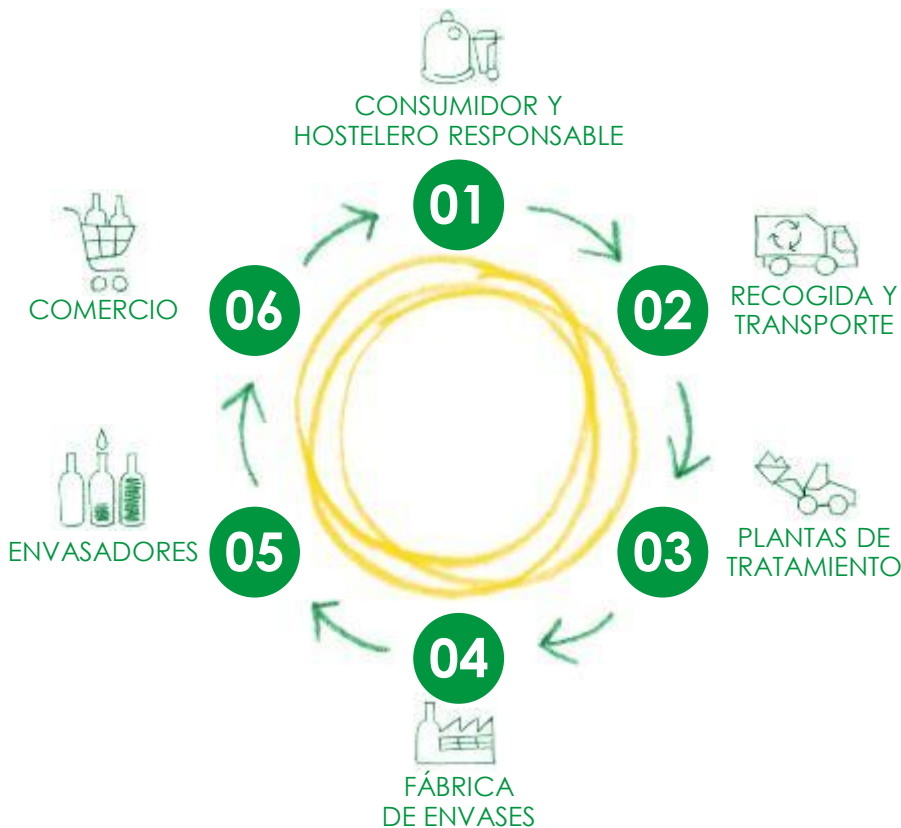 CONSUMIDOR Y
HOSTELERO RESPONSABLE
01
02
RECOGIDA Y
TRANSPORTE
03
PLANTAS DE
TRATAMIENTO
04
FÁBRICA
DE ENVASES
05
ENVASADORES
06
COMERCIO